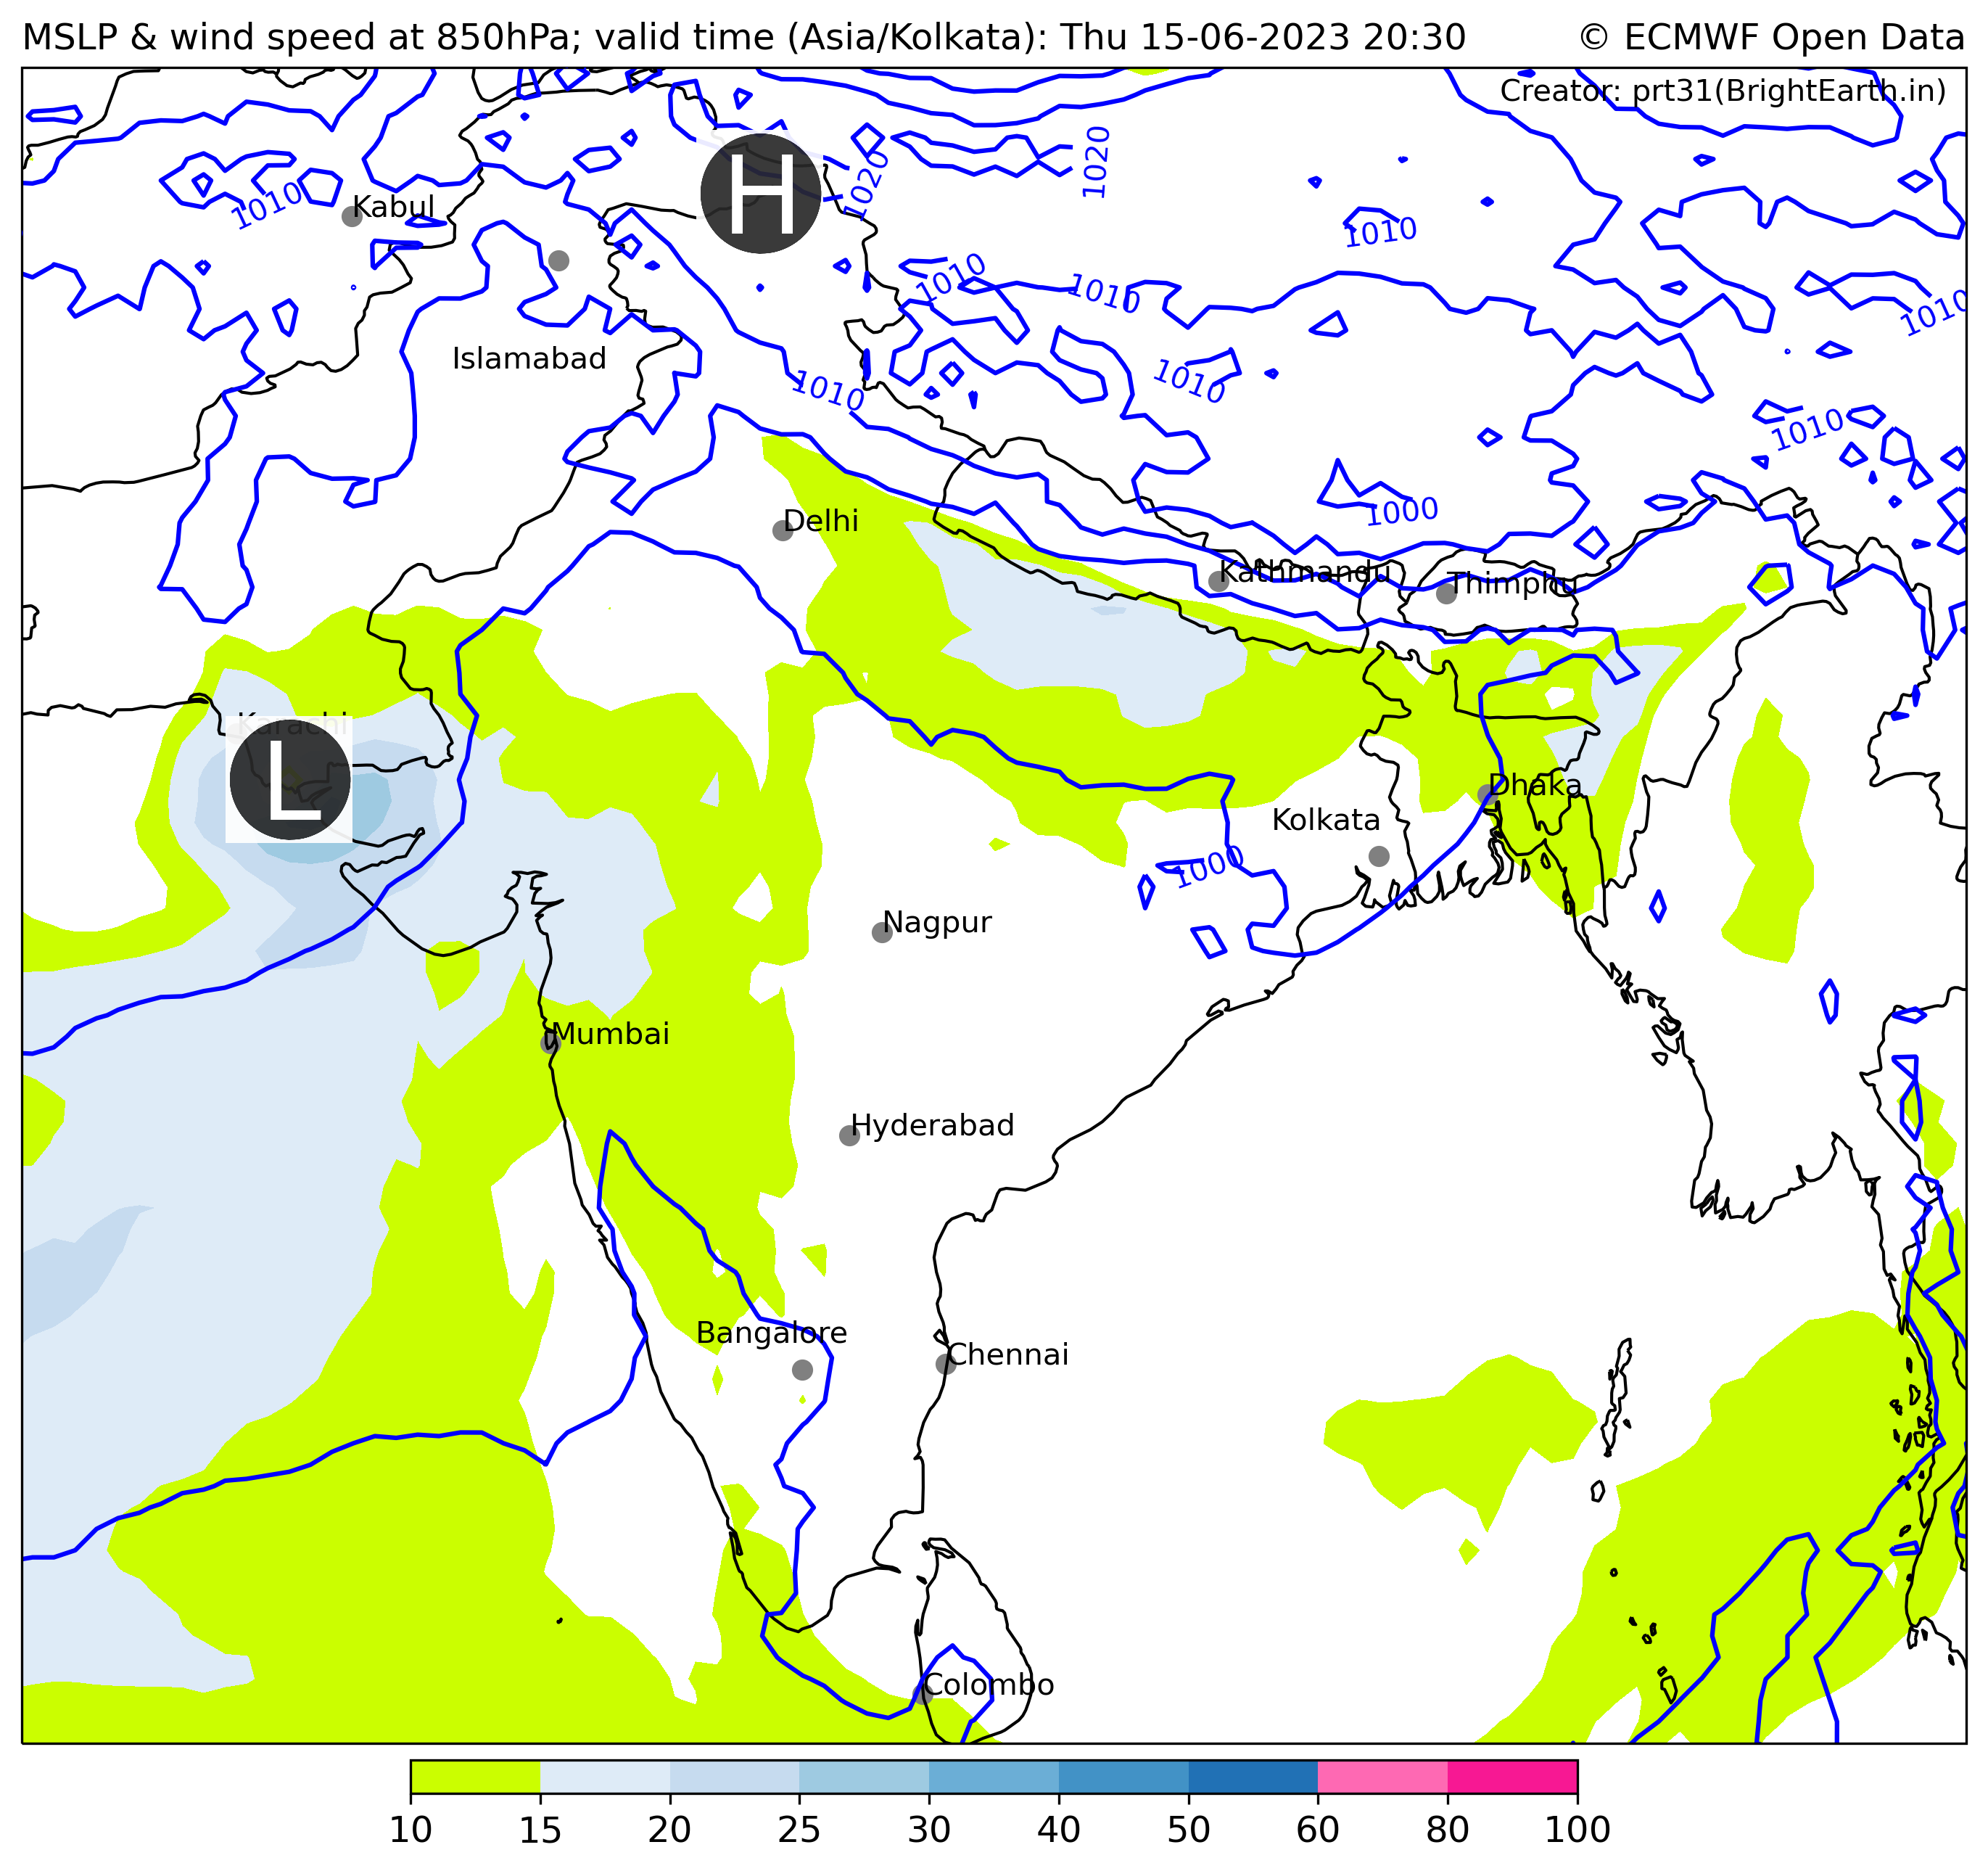 MSLP & wind speed at 850hPa; valid time (Asia/Kolkata): Thu 15-06-2023 20:30
© ECMWF Open Data
Creator: prt31(BrightEarth.in)
1020
1020
H
1010
Kabul
1010
1010
1010
1010
Islamabad
1010
1010
1010
Delhi
1000
Kathmandu
Thimphu
Karachi
L
Dhaka
Kolkata
1000
Nagpur
Mumbai
Hyderabad
Bangalore
Chennai
Colombo
10 15 20 25 30 40 50 60 80 100